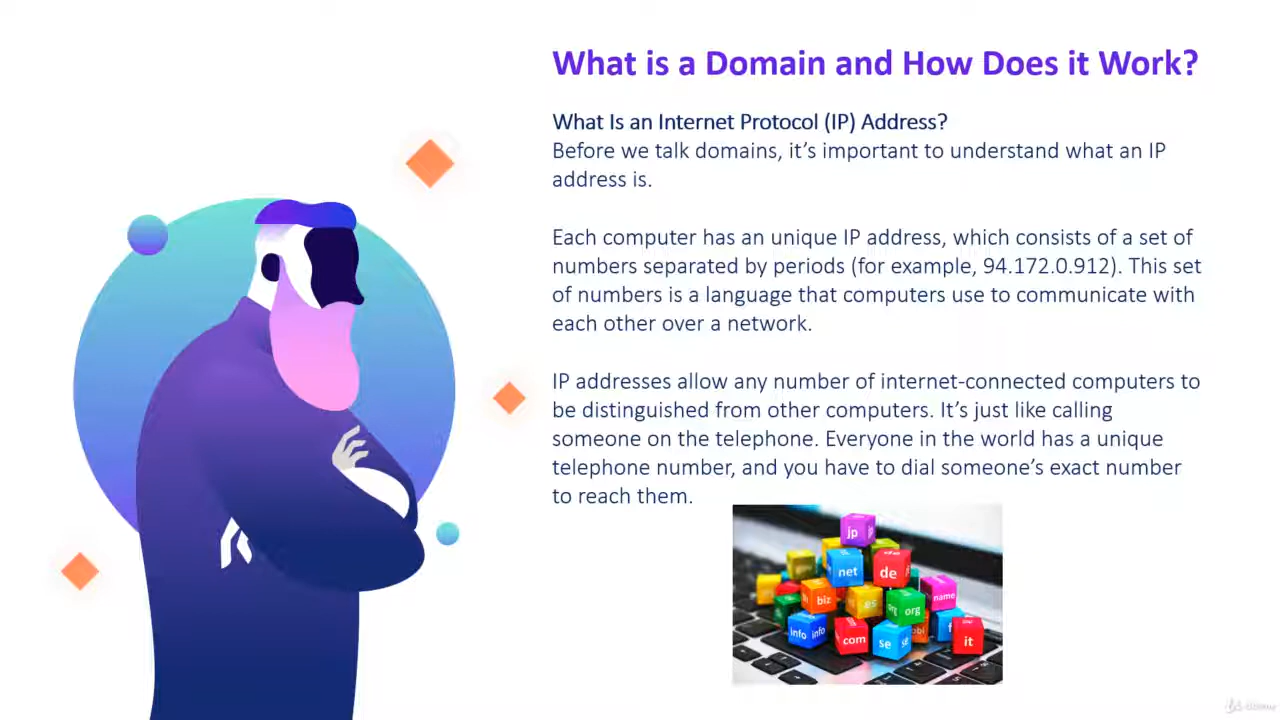 What is a Domain and How Does it Work?
What Is an Internet Protocol (IP) Address?
Before we talk domains, it’s important to understand what an IP
address is.
Each computer has an unique IP address, which consists of a set of
numbers separated by periods (for example, 94.172.0.912). This set
of numbers is a language that computers use to communicate with
each other over a network.
IP addresses allow any number of internet-connected computers to
be distinguished from other computers. It’s just like calling
someone on the telephone. Everyone in the world has a unique
telephone number, and you have to dial someone’s exact number
to reach them.
jp
net de
biz es org org name
info info com se it